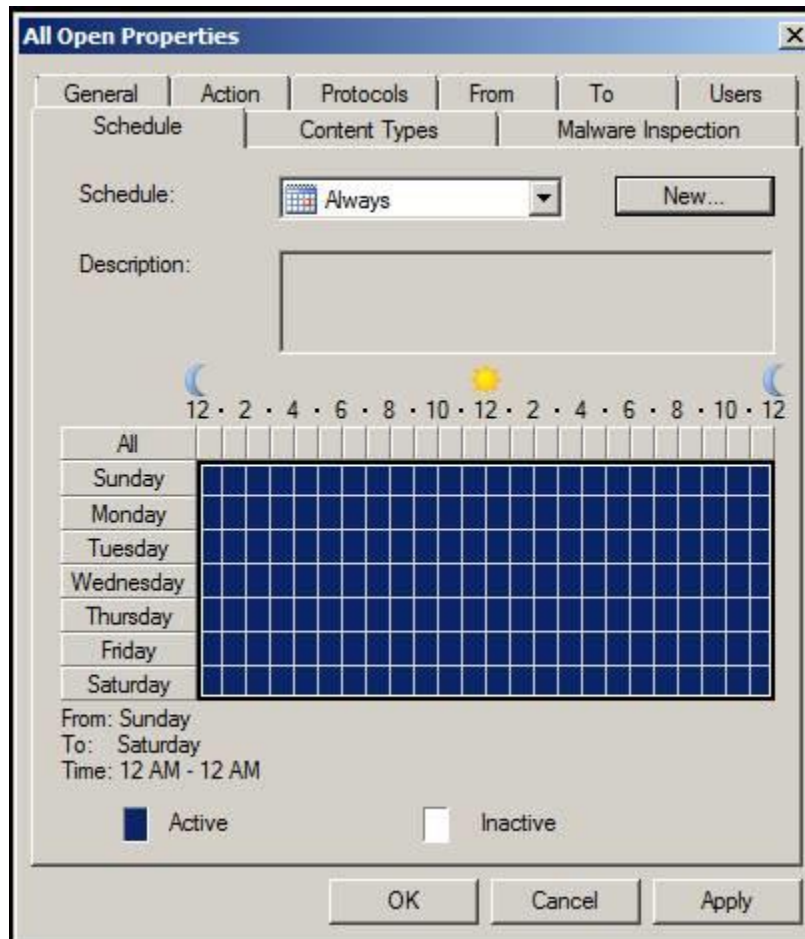 All Open Properties
General Action Protocols From To Users
Schedule Content Types Malware Inspection
Schedule: Always New...
Description:
12 · 2 · 4 · 6 · 8 · 10 · 12 · 2 · 4 · 6 · 8 · 10 · 12
All
Sunday
Monday
Tuesday
Wednesday
Thursday
Friday
Saturday
From: Sunday
To: Saturday
Time: 12 AM - 12 AM
Active Inactive
OK Cancel Apply